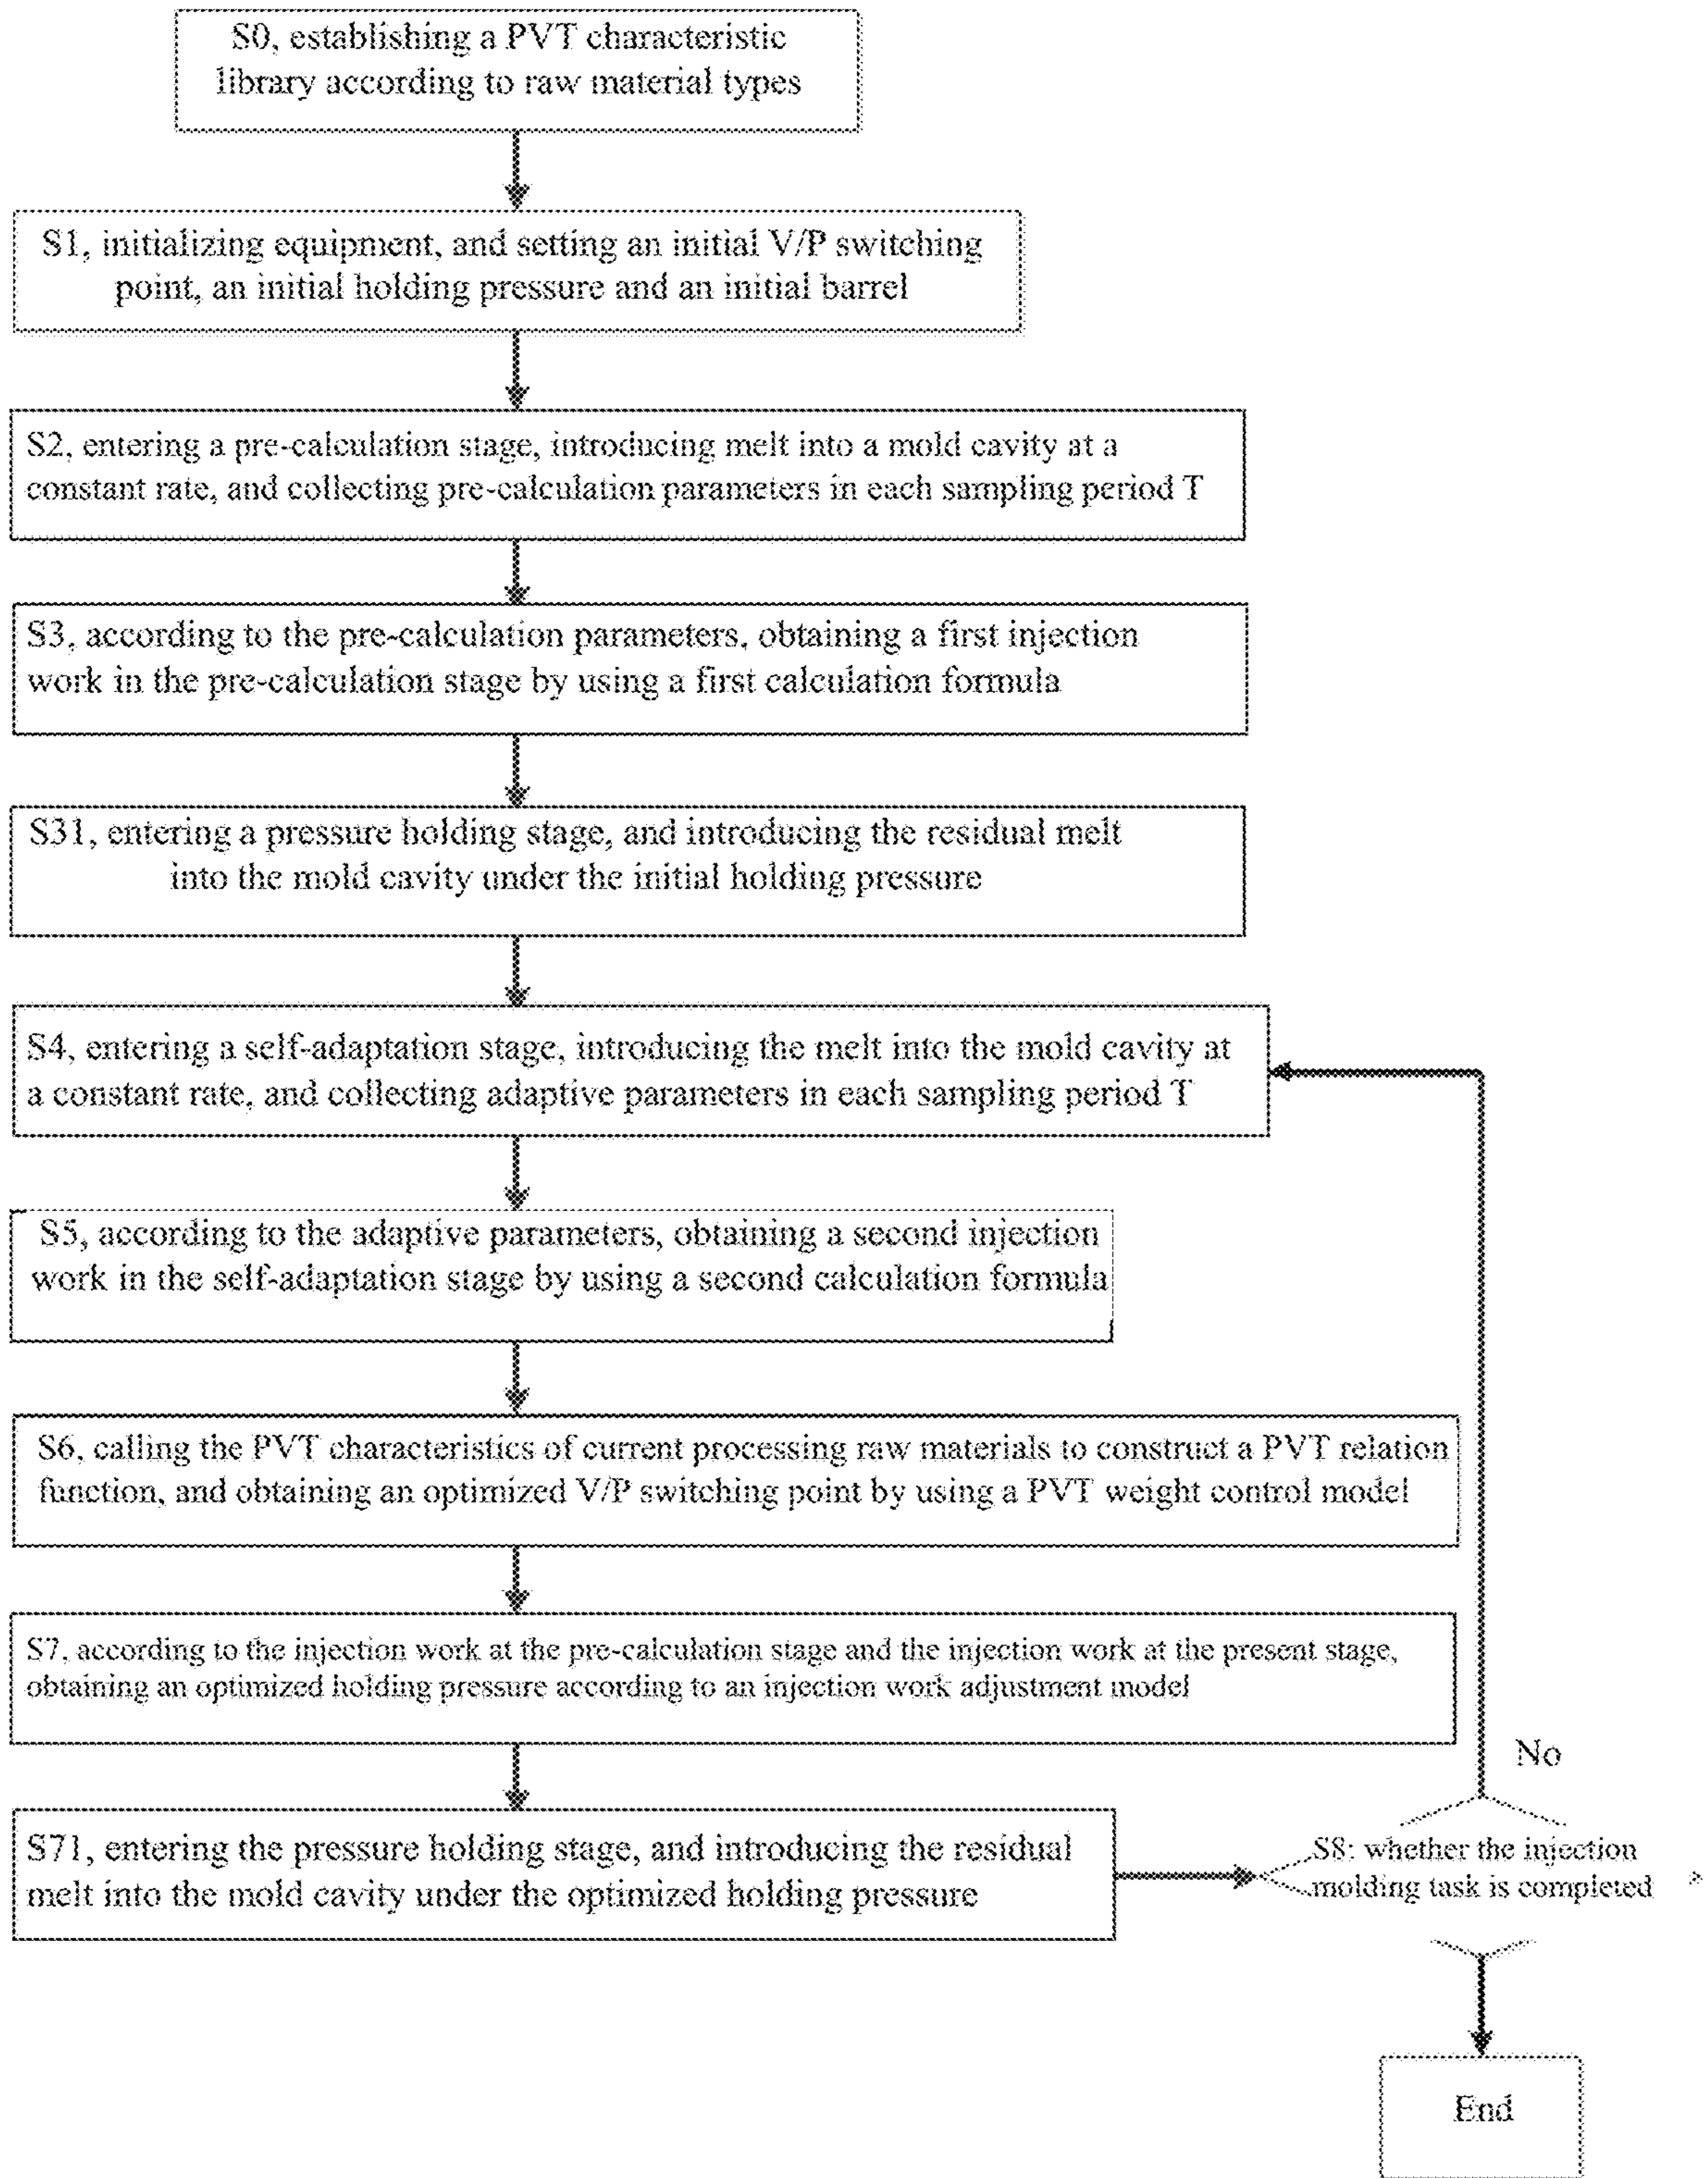 S0, establishing a PVT characteristic
library according to raw material types
S1, initializing equipment, and setting an initial V/P switching
point, an initial holding pressure and an initial barrel
S2, entering a pre-calculation stage, introducing melt into a mold cavity at a
constant rate, and collecting pre-calculation parameters in each sampling period T
S3, according to the pre-calculation parameters, obtaining a first injection
work in the pre-calculation stage by using a first calculation formula
S31, entering a pressure holding stage, and introducing the residual melt
into the mold cavity under the initial holding pressure
S4, entering a self-adaptation stage, introducing the melt into the mold cavity at
a constant rate, and collecting adaptive parameters in each sampling period T
S5, according to the adaptive parameters, obtaining a second injection
work in the self-adaptation stage by using a second calculation formula
S6, calling the PVT characteristics of current processing raw materials to construct a PVT relation
function, and obtaining an optimized V/P switching point by using a PVT weight control model
S7, according to the injection work at the pre-calculation stage and the injection work at the present stage,
obtaining an optimized holding pressure according to an injection work adjustment model
No
S71, entering the pressure holding stage, and introducing the residual
melt into the mold cavity under the optimized holding pressure
S8: whether the injection
molding task is completed
End